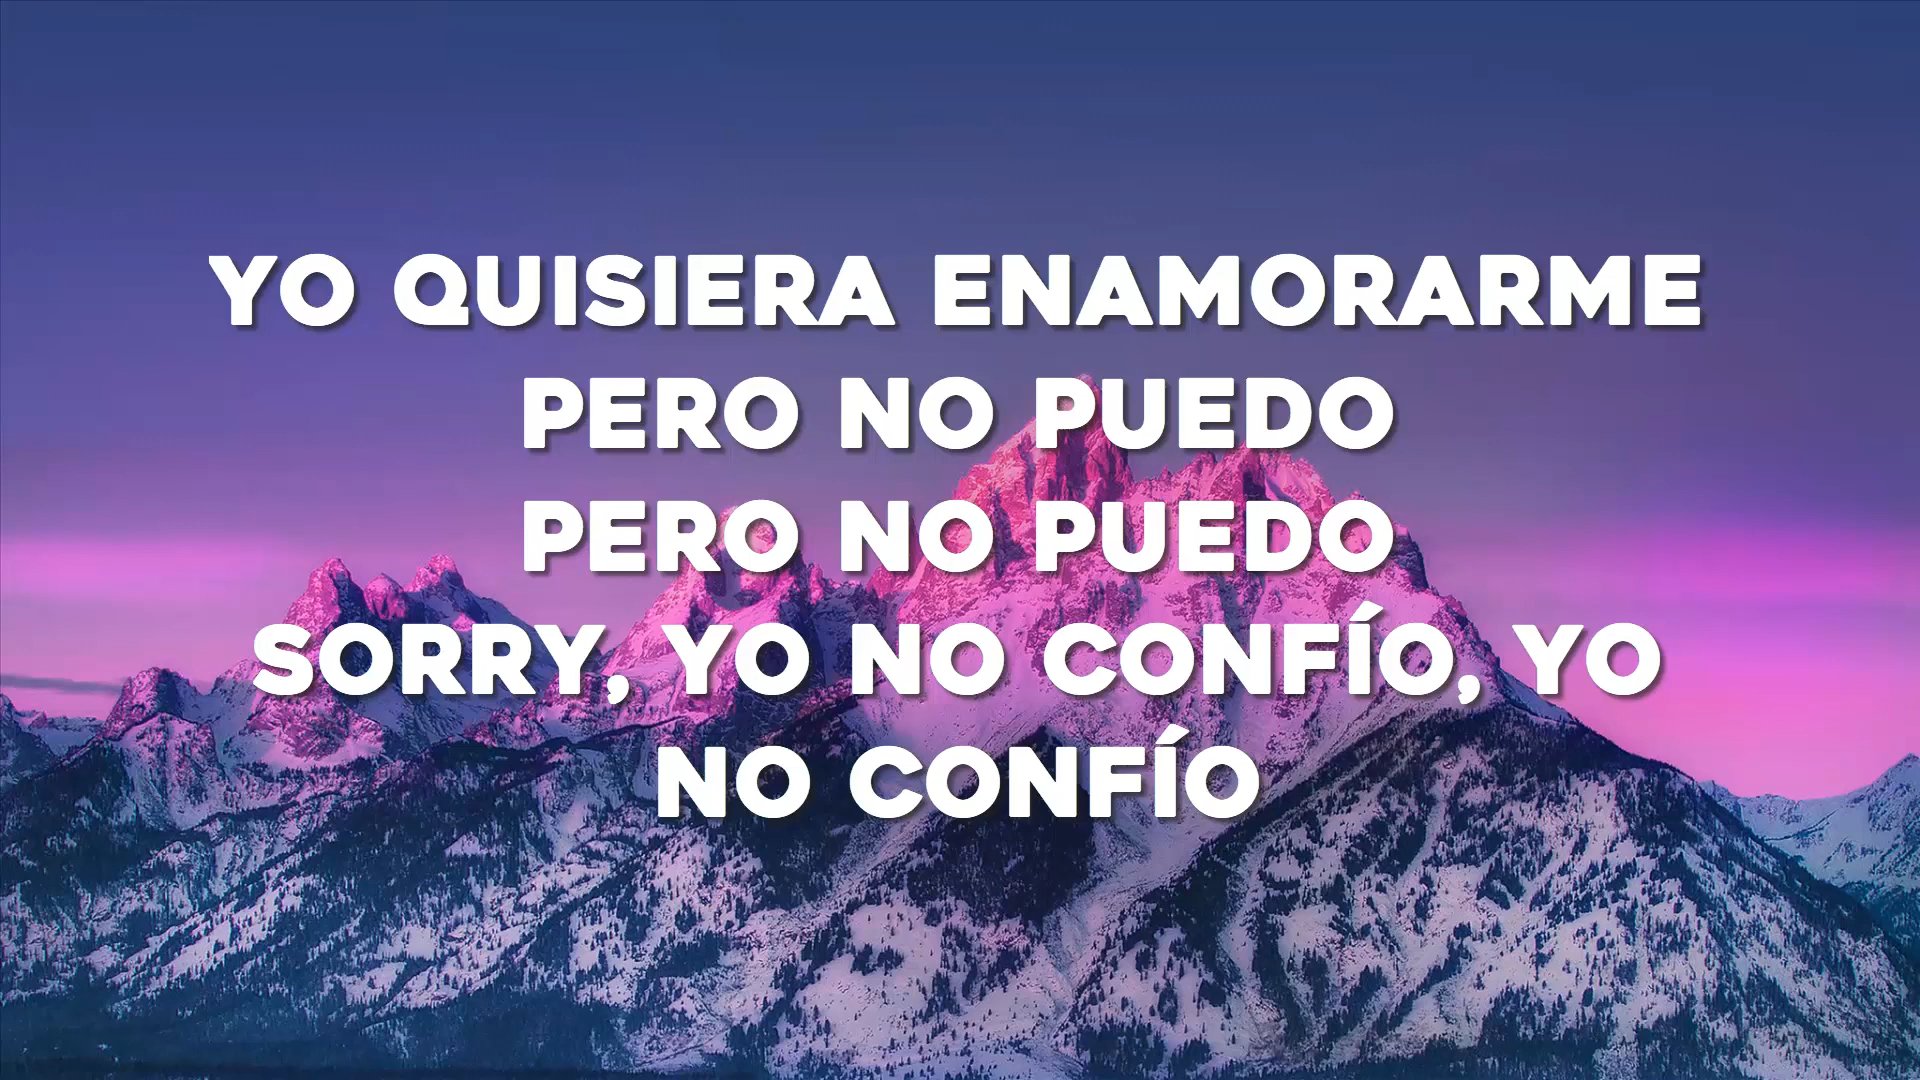 YO QUISIERA ENAMORARME
PERO NO PUEDO
PERO NO PUEDO
SORRY, YO NO CONFÍO, YO
NO CONFÍO